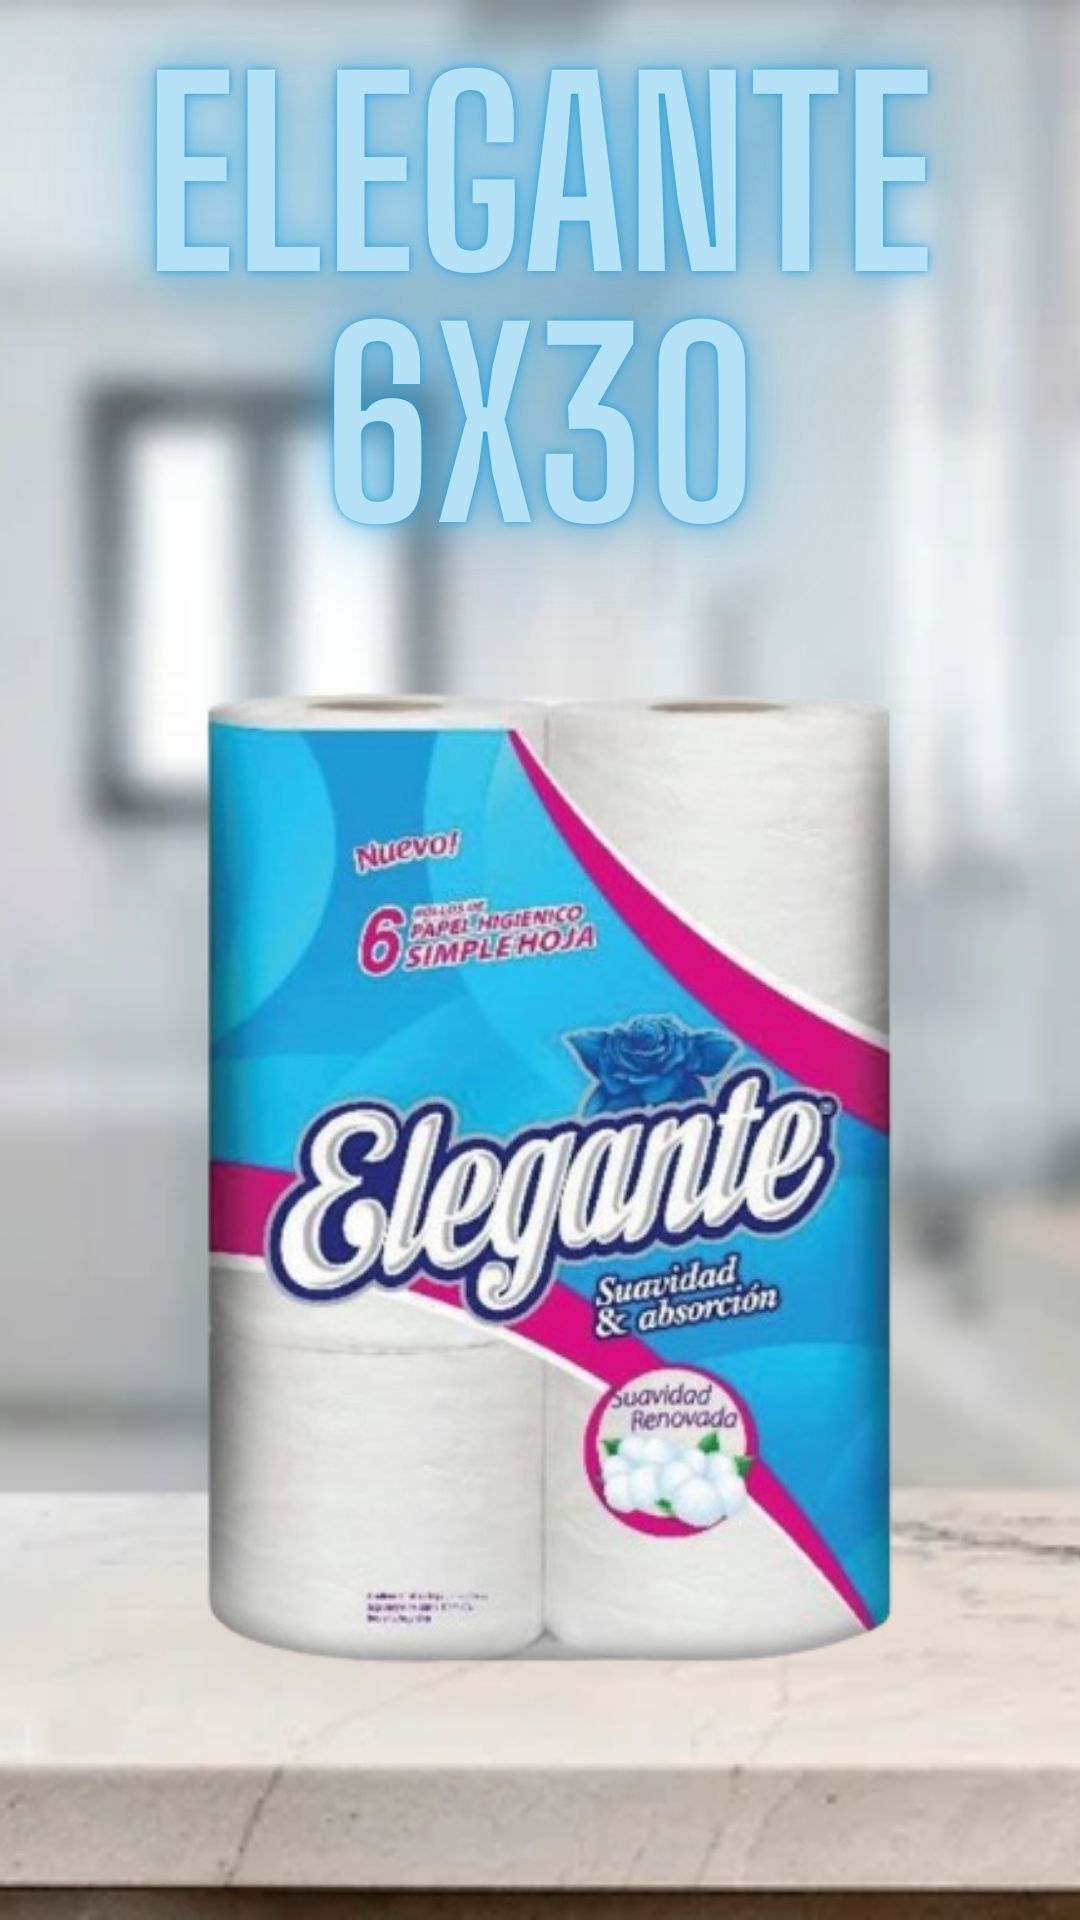 ELEGANTE
6X30
Nuevo!
6 ROLLOS DE
PAPEL HIGIENICO
SIMPLE HOJA
Elegante
Suavidad
& absorción
Suavidad
Renovada